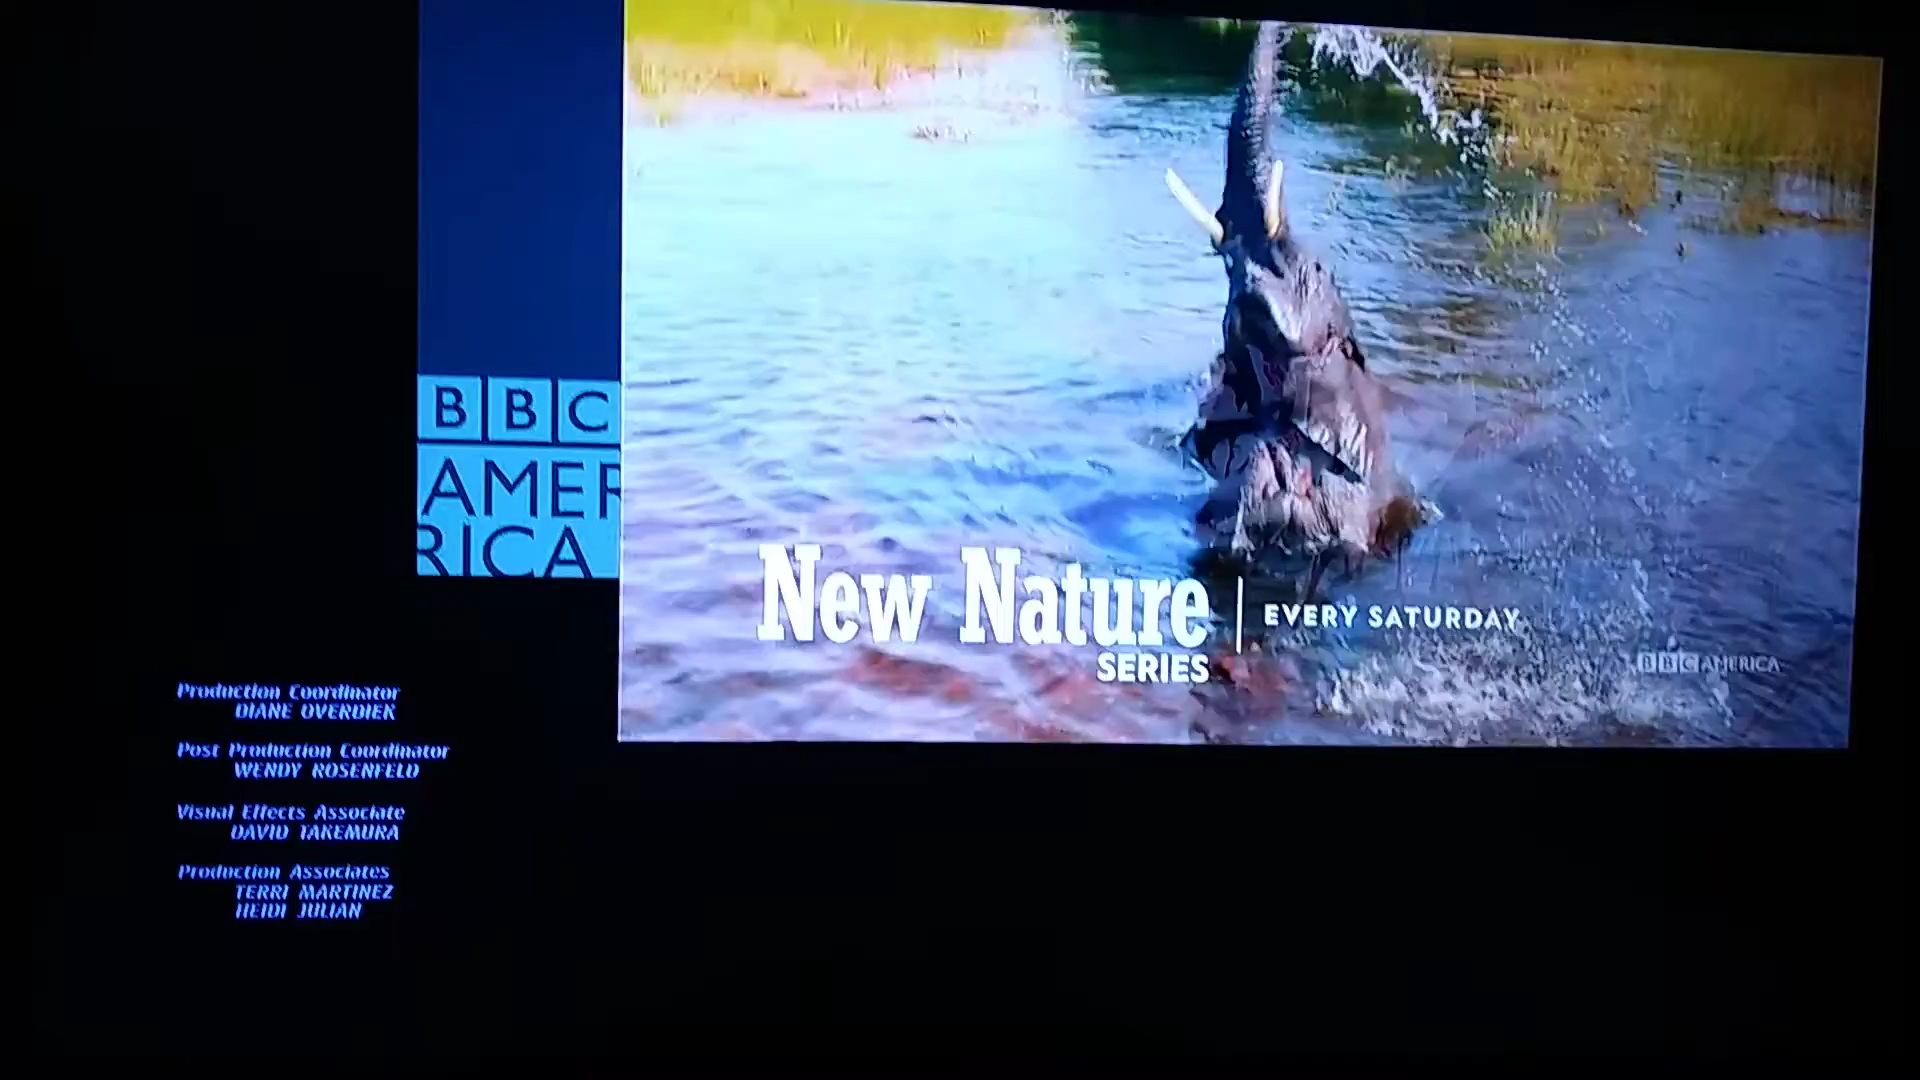 BBC
AMER
RICA
New Nature
SERIES
EVERY SATURDAY
BBC AMERICA
Production Coordinator
DIANE OVERDIEK
Post Production Coordinator
WENDY ROSENFELD
Visual Effects Associate
DAVID TAKEMURA
Production Associates
TERRI MARTINEZ
HEIDI JULIAN